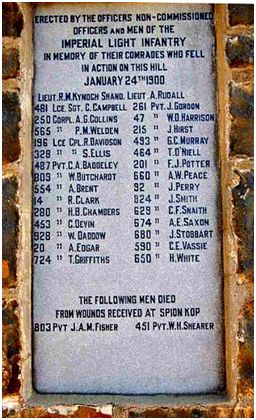 ERECTED BY THE OFFICERS NON-COMMISSIONED
OFFICERS AND MEN OF THE
IMPERIAL LIGHT INFANTRY
IN MEMORY OF THEIR COMRADES WHO FELL
IN ACTION ON THIS HILL
JANUARY 24TH 1900
LIEUT. R.M. KYNOCH SHAND. LIEUT. A. RUDALL
481 LCE. SGT. C. CAMPBELL 261 PVT. J. GORDON
250 CORPL. A.G. COLLINS 47 " W.D. HARRISON
565 " P.M. WELDEN 215 " J. HIRST
196 LCE CPL. R. DAVIDSON 493 " G.C. MURRAY
328 " " S. ELLIS 464 " T. O'NEILL
487 PVT. C.A. BADDELEY 201 " F.J. POTTER
809 " W. BUTCHARDT 660 " A.W. PEACE
554 " A. BRENT 92 " J. PERRY
14 " R. CLARK 824 " J. SMITH
280 " H.B. CHAMBERS 629 " C.F. SNAITH
453 " C. DEVIN 674 " A.E. SAXON
928 " W. DADDOW 680 " J. STOBBART
20 " A. EDGAR 590 " C.E. VASSIE
724 " T. GRIFFITHS 650 " H. WHITE
THE FOLLOWING MEN DIED
FROM WOUNDS RECEIVED AT SPION KOP
803 PVT J.A.M. FISHER 451 PVT. W.H. SHEARER